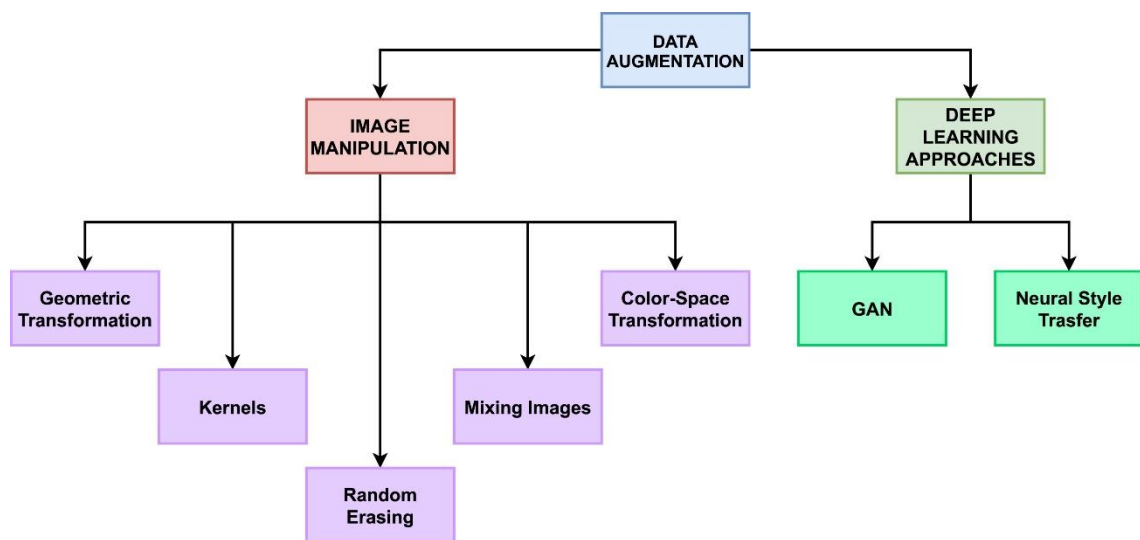 DATA
AUGMENTATION
IMAGE
MANIPULATION
DEEP
LEARNING
APPROACHES
Geometric
Transformation
Color-Space
Transformation
GAN
Neural Style
Trasfer
Kernels
Mixing Images
Random
Erasing